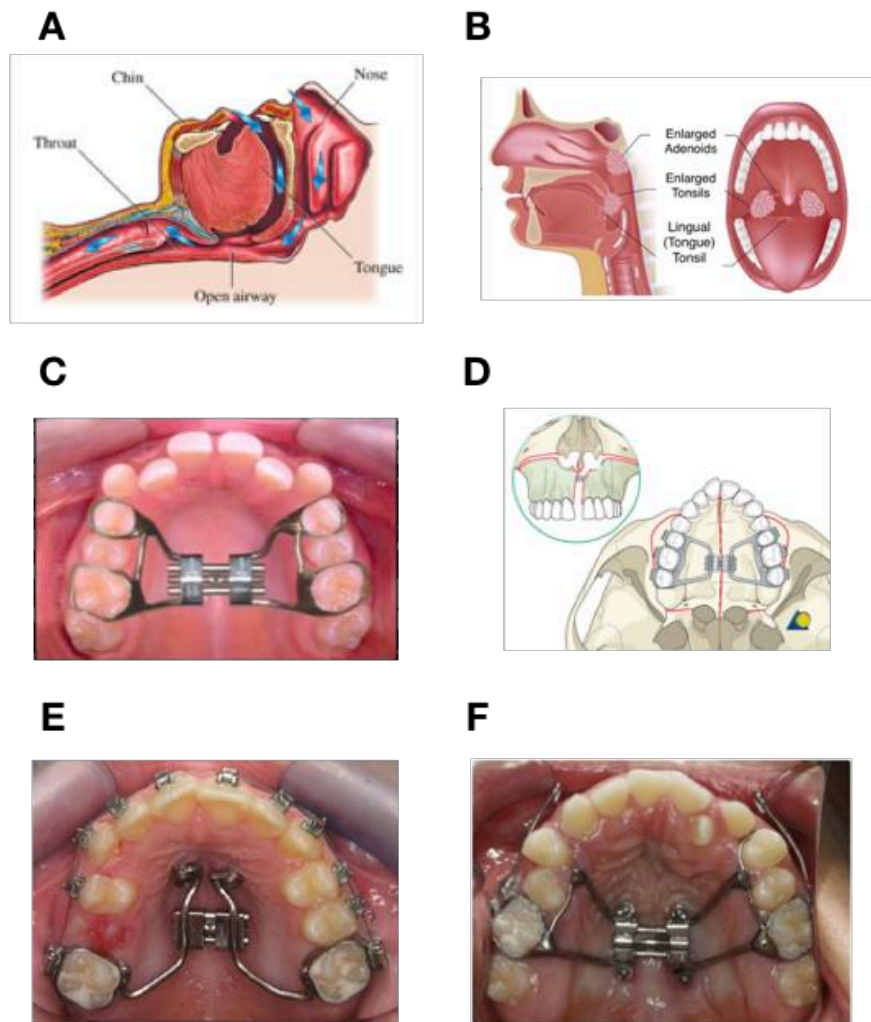 A
B
Chin
Nose
Throat
Tongue
Open airway
Enlarged
Adenoids
Enlarged
Tonsils
Lingual
(Tongue)
Tonsil
C
D
E
F